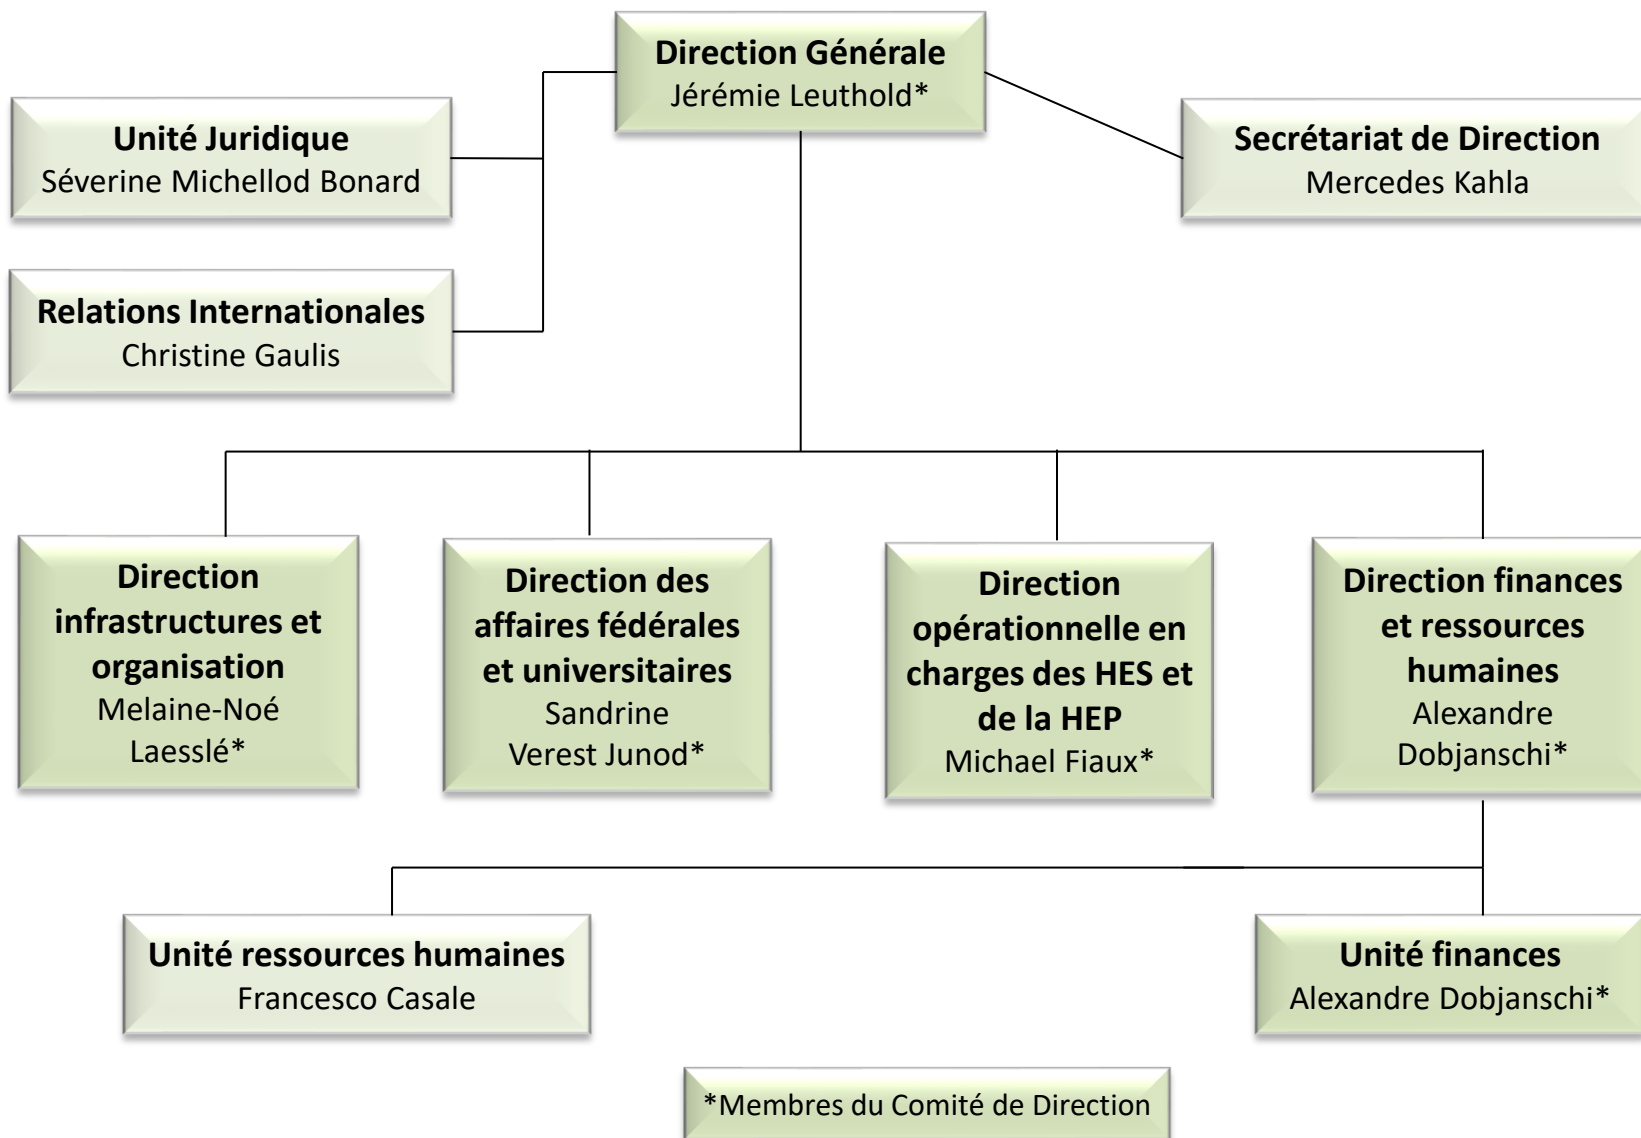 Direction Générale
Jérémie Leuthold*
Unité Juridique
Séverine Michellod Bonard
Secrétariat de Direction
Mercedes Kahla
Relations Internationales
Christine Gaulis
Direction
infrastructures et
organisation
Melaine-Noé
Laesslé*
Direction des
affaires fédérales
et universitaires
Sandrine
Verest Junod*
Direction
opérationnelle en
charges des HES et
de la HEP
Michael Fiaux*
Direction finances
et ressources
humaines
Alexandre
Dobjanschi*
Unité ressources humaines
Francesco Casale
Unité finances
Alexandre Dobjanschi*
*Membres du Comité de Direction